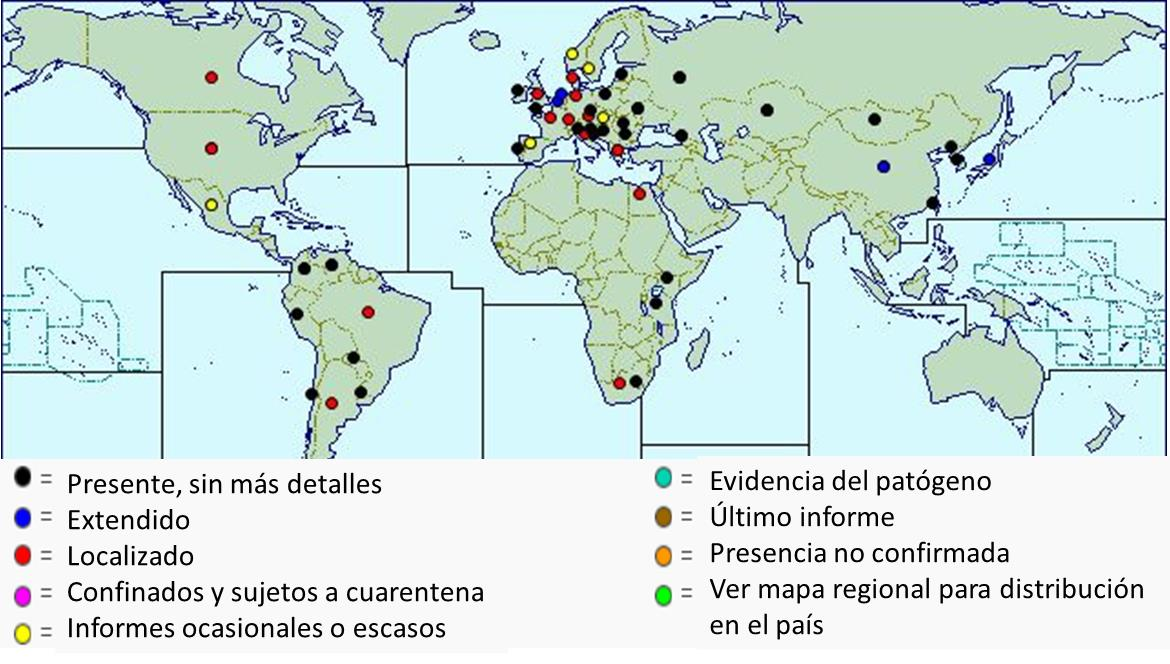 = Presente, sin más detalles
= Extendido
= Localizado
= Confinados y sujetos a cuarentena
= Informes ocasionales o escasos
= Evidencia del patógeno
= Último informe
= Presencia no confirmada
= Ver mapa regional para distribución
en el país